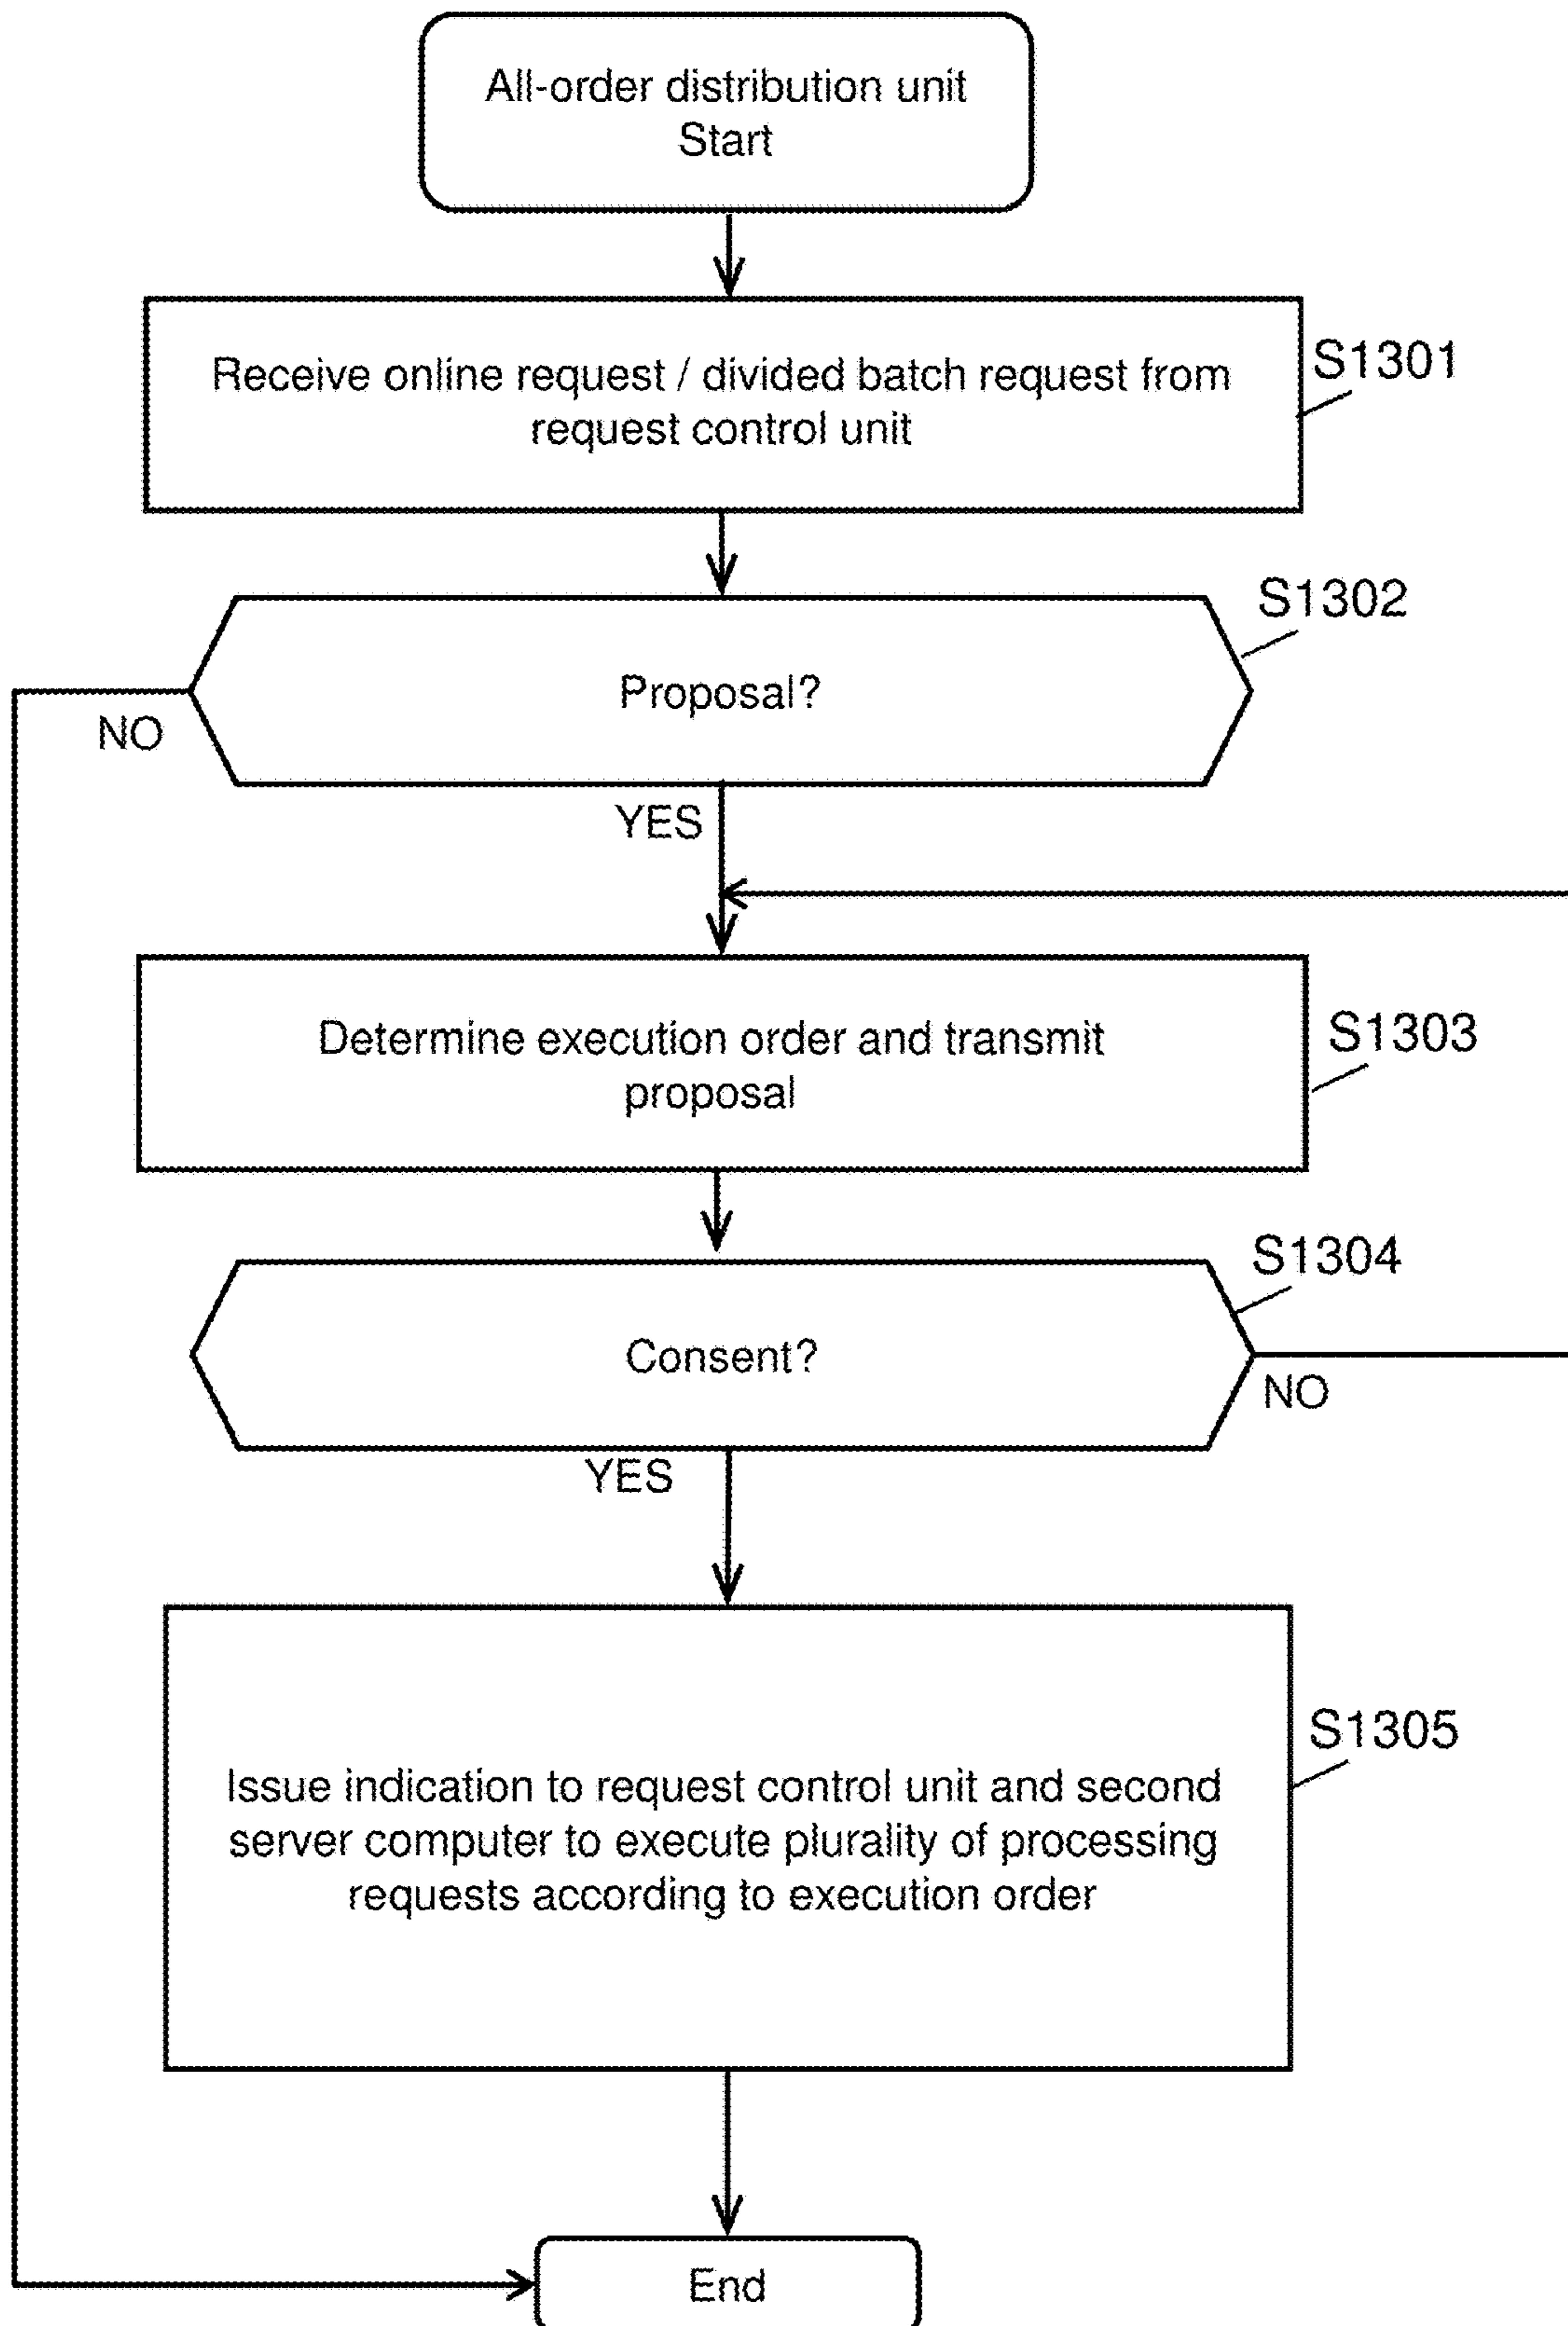 All-order distribution unit
Start
Receive online request / divided batch request from
request control unit
S1301
S1302
Proposal?
NO
YES
Determine execution order and transmit
proposal
S1303
S1304
Consent?
NO
YES
S1305
Issue indication to request control unit and second
server computer to execute plurality of processing
requests according to execution order
End